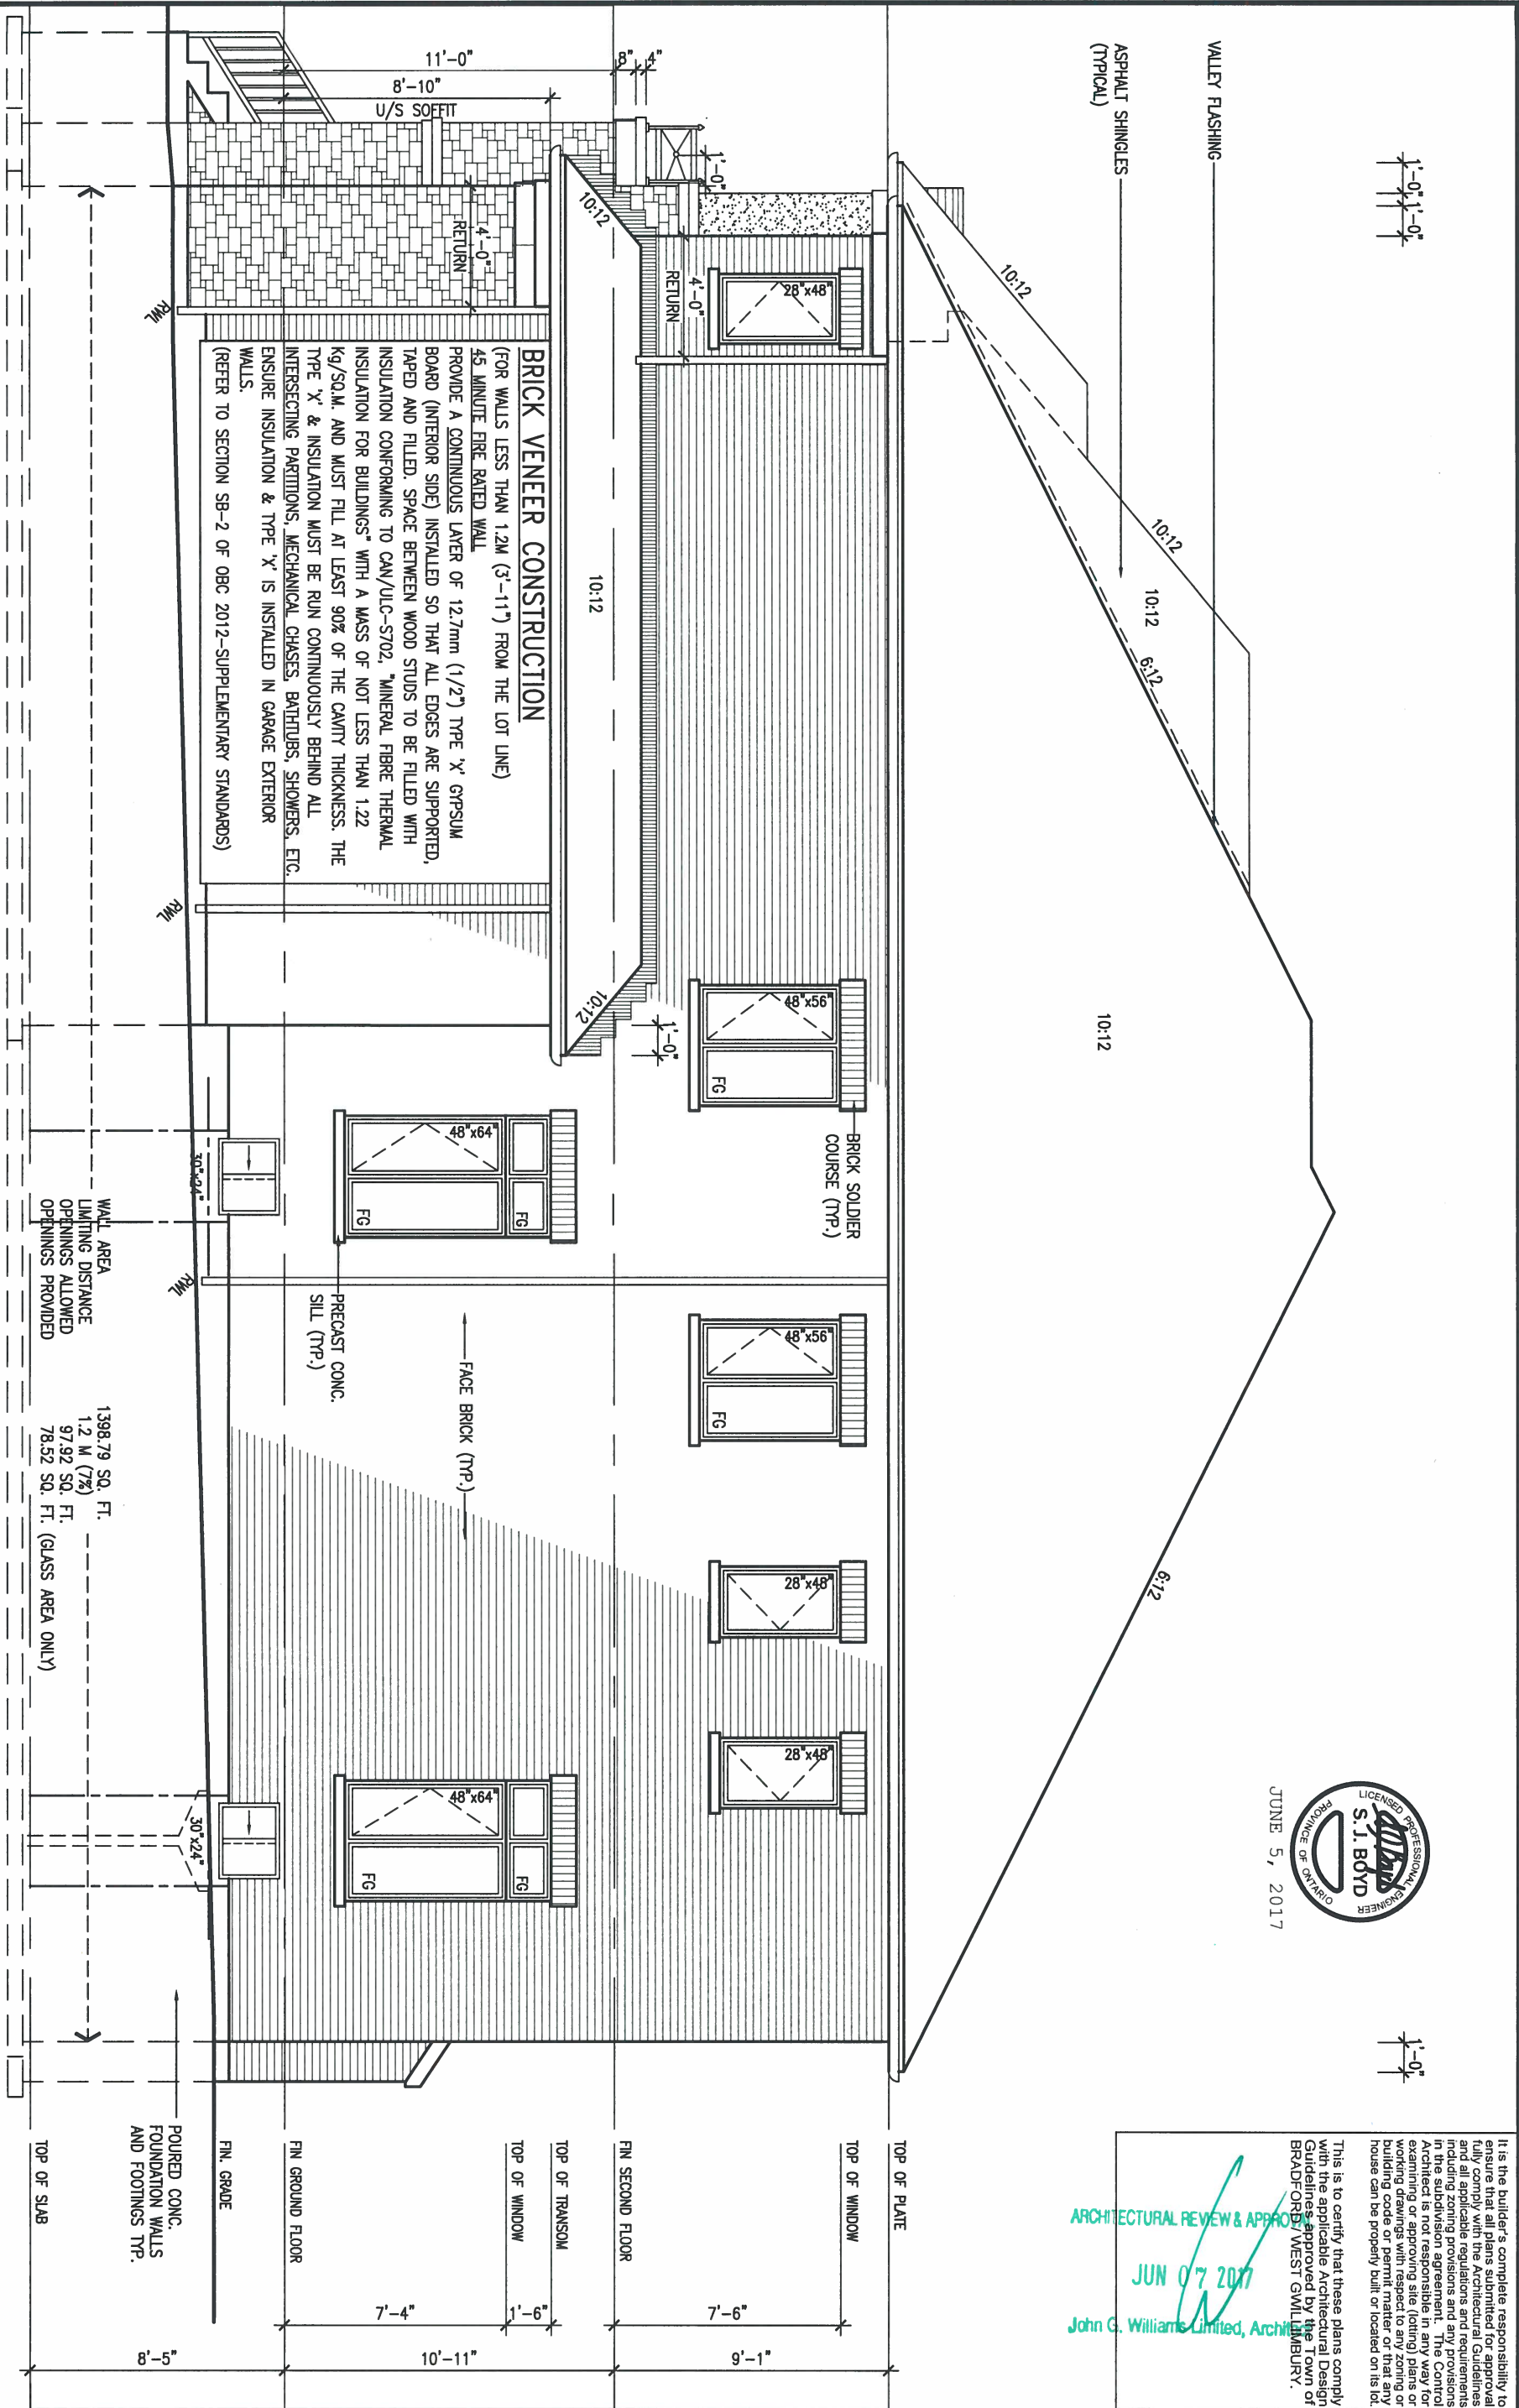 VALLEY FLASHING
ASPHALT SHINGLES
(TYPICAL)
1'-0"
1'-0"
10:12
10:12
10:12
6:12
10:12
6:12
1'-0"
LICENSED PROFESSIONAL ENGINEER
S. J. BOYD
PROVINCE OF ONTARIO
JUNE 5, 2017
It is the builder's complete responsibility to
ensure that all plans submitted for approval
fully comply with the Architectural Guidelines
and all applicable regulations and requirements
including zoning provisions and any provisions
in the subdivision agreement. The Control
Architect is not responsible in any way for
examining or approving site (lotting) plans or
working drawings with respect to any zoning or
building code or permit matter or that any
house can be properly built or located on its lot.
This is to certify that these plans comply
with the applicable Architectural Design
Guidelines approved by the Town of
BRADFORD / WEST GWILLIMBURY.
ARCHITECTURAL REVIEW & APPROVAL
JUN 07 2017
John G. Williams Limited, Architect
11'-0"
8"
4"
8'-10"
U/S SOFFIT
1'-0"
4'-0"
RETURN
4'-0"
RETURN
10:12
10:12
10:12
1'-0"
28"x48"
48"x56"
FG
BRICK SOLDIER
COURSE (TYP.)
48"x56"
FG
28"x48"
28"x48"
BRICK VENEER CONSTRUCTION
(FOR WALLS LESS THAN 1.2M (3'-11") FROM THE LOT LINE)
45 MINUTE FIRE RATED WALL
PROVIDE A CONTINUOUS LAYER OF 12.7mm (1/2") TYPE 'X' GYPSUM
BOARD (INTERIOR SIDE) INSTALLED SO THAT ALL EDGES ARE SUPPORTED,
TAPED AND FILLED. SPACE BETWEEN WOOD STUDS TO BE FILLED WITH
INSULATION CONFORMING TO CAN/ULC-S702, "MINERAL FIBRE THERMAL
INSULATION FOR BUILDINGS" WITH A MASS OF NOT LESS THAN 1.22
Kg/SQ.M. AND MUST FILL AT LEAST 90% OF THE CAVITY THICKNESS. THE
TYPE 'X' & INSULATION MUST BE RUN CONTINUOUSLY BEHIND ALL
INTERSECTING PARTITIONS, MECHANICAL CHASES, BATHTUBS, SHOWERS, ETC.
ENSURE INSULATION & TYPE 'X' IS INSTALLED IN GARAGE EXTERIOR
WALLS.
(REFER TO SECTION SB-2 OF OBC 2012-SUPPLEMENTARY STANDARDS)
RWL
RWL
RWL
48"x64"
FG
FG
PRECAST CONC.
SILL (TYP.)
FACE BRICK (TYP.)
48"x64"
FG
FG
30"x24"
30"x24"
WALL AREA 1398.79 SQ. FT.
LIMITING DISTANCE 1.2 M (7%)
OPENINGS ALLOWED 97.92 SQ. FT.
OPENINGS PROVIDED 78.52 SQ. FT. (GLASS AREA ONLY)
TOP OF PLATE
TOP OF WINDOW
FIN SECOND FLOOR
TOP OF TRANSOM
TOP OF WINDOW
FIN GROUND FLOOR
FIN. GRADE
POURED CONC.
FOUNDATION WALLS
AND FOOTINGS TYP.
TOP OF SLAB
7'-6"
1'-6"
7'-4"
9'-1"
10'-11"
8'-5"